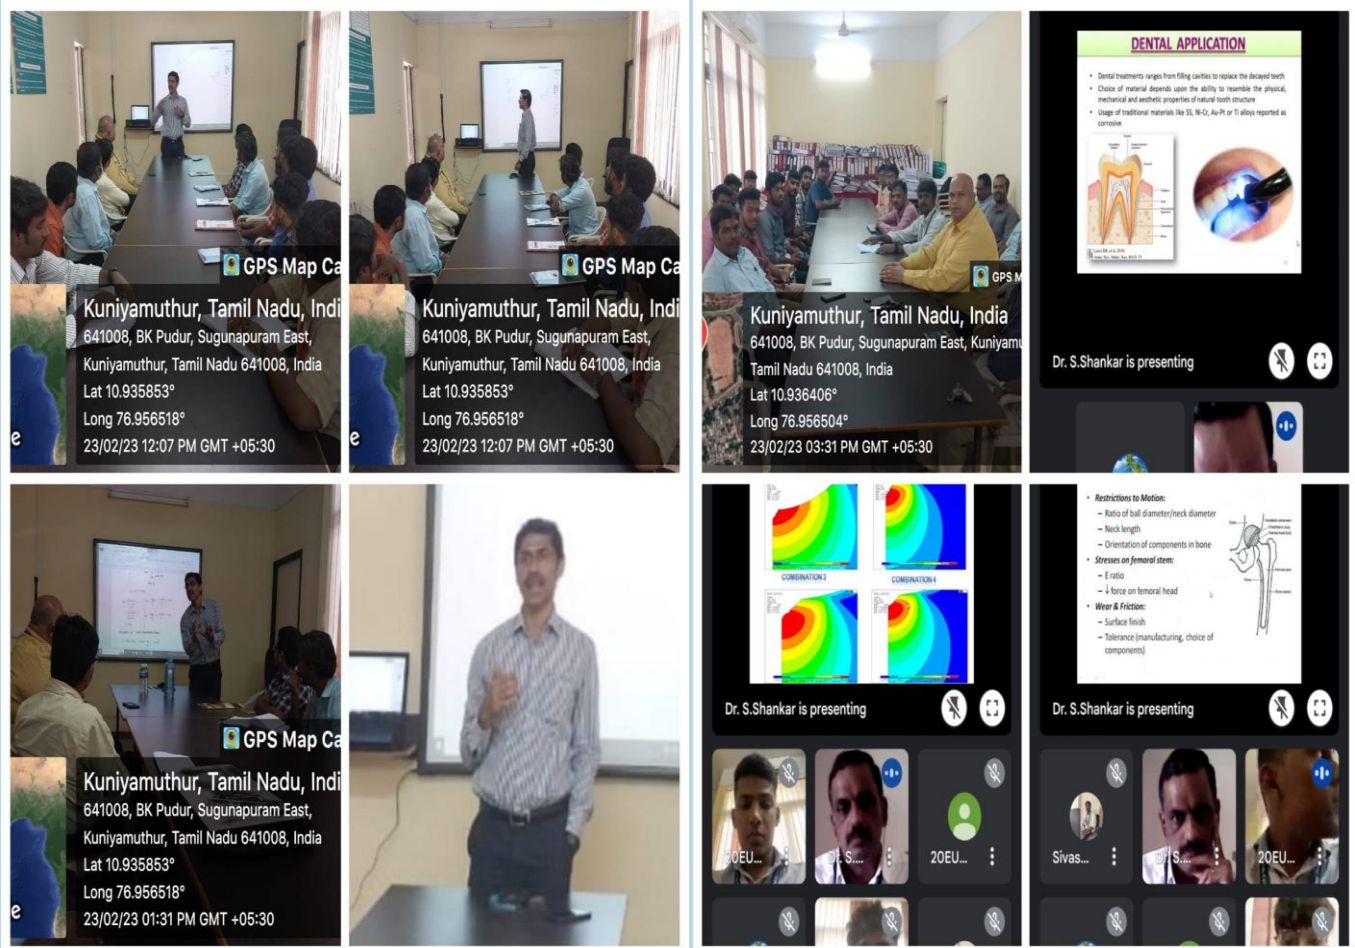 GPS Map Ca
Kuniyamuthur, Tamil Nadu, Indi
641008, BK Pudur, Sugunapuram East,
Kuniyamuthur, Tamil Nadu 641008, India
Lat 10.935853°
Long 76.956518°
23/02/23 12:07 PM GMT +05:30
e
GPS Map Ca
Kuniyamuthur, Tamil Nadu, Indi
641008, BK Pudur, Sugunapuram East,
Kuniyamuthur, Tamil Nadu 641008, India
Lat 10.935853°
Long 76.956518°
23/02/23 12:07 PM GMT +05:30
e
GPS M
Kuniyamuthur, Tamil Nadu, India
641008, BK Pudur, Sugunapuram East, Kuniyamu
Tamil Nadu 641008, India
Lat 10.936406°
Long 76.956504°
23/02/23 03:31 PM GMT +05:30
DENTAL APPLICATION
• Dental treatments ranges from filling cavities to replace the decayed teeth
• Choice of material depends upon the ability to resemble the physical,
mechanical and aesthetic properties of natural tooth structure
• Usage of traditional materials like SS, Ni-Cr, Au-Pt or Ti alloys reported as
corrosive
Dr. S.Shankar is presenting
GPS Map Ca
Kuniyamuthur, Tamil Nadu, Indi
641008, BK Pudur, Sugunapuram East,
Kuniyamuthur, Tamil Nadu 641008, India
Lat 10.935853°
Long 76.956518°
23/02/23 01:31 PM GMT +05:30
e
COMBINATION 3
COMBINATION 4
Dr. S.Shankar is presenting
20EU...
Dr. S....
20EU...
• Restrictions to Motion:
– Ratio of ball diameter/neck diameter
– Neck length
– Orientation of components in bone
• Stresses on femoral stem:
– E ratio
– ↓ force on femoral head
• Wear & Friction:
– Surface finish
– Tolerance (manufacturing, choice of
components)
Dr. S.Shankar is presenting
Sivas...
Dr. S....
20EU...